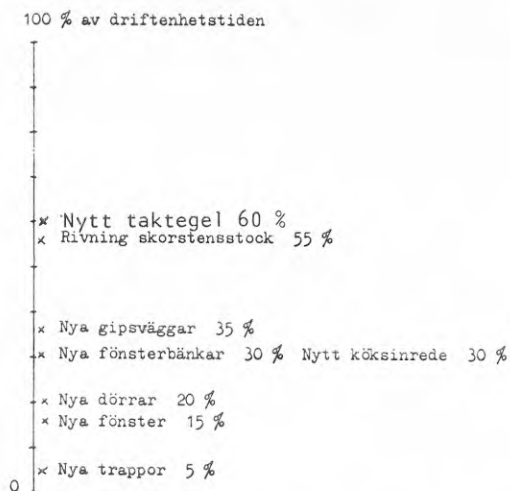 100 % av driftenhetstiden
Nytt taktegel 60 %
Rivning skorstensstock 55 %
Nya gipsväggar 35 %
Nya fönsterbänkar 30 % Nytt köksinrede 30 %
Nya dörrar 20 %
Nya fönster 15 %
Nya trappor 5 %
0